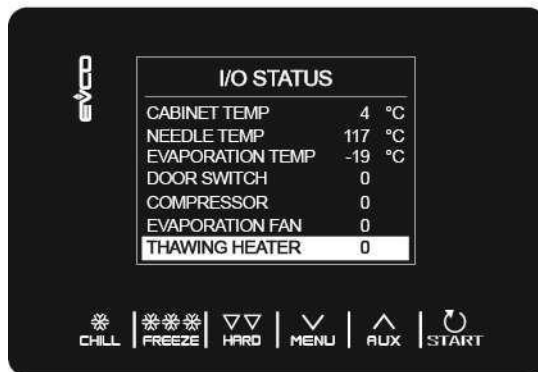 EVCO
I/O STATUS
CABINET TEMP 4 °C
NEEDLE TEMP 117 °C
EVAPORATION TEMP -19 °C
DOOR SWITCH 0
COMPRESSOR 0
EVAPORATION FAN 0
THAWING HEATER 0
CHILL FREEZE HARD MENU AUX START